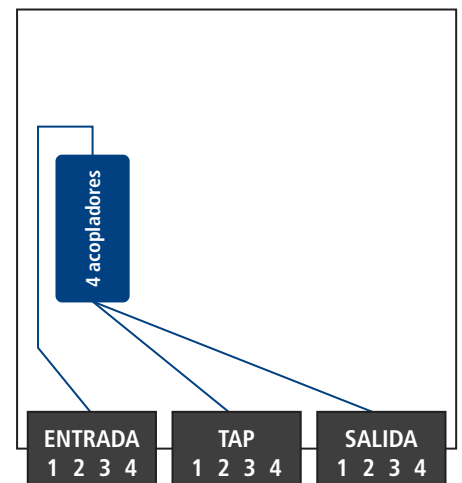 4 acopladores
ENTRADA
1 2 3 4
TAP
1 2 3 4
SALIDA
1 2 3 4